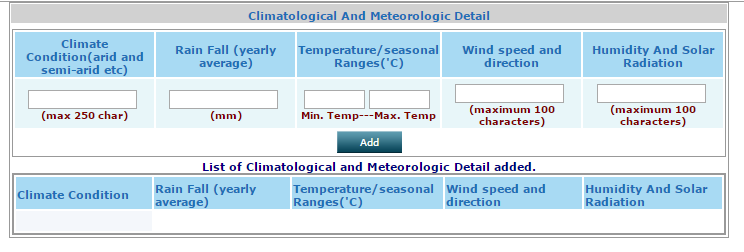 Climatological And Meteorologic Detail
Climate
Condition(arid and
semi-arid etc)
Rain Fall (yearly
average)
Temperature/seasonal
Ranges('C)
Wind speed and
direction
Humidity And Solar
Radiation
(max 250 char)
(mm)
Min. Temp---Max. Temp
(maximum 100
characters)
(maximum 100
characters)
Add
List of Climatological and Meteorologic Detail added.
Climate Condition
Rain Fall (yearly
average)
Temperature/seasonal
Ranges('C)
Wind speed and
direction
Humidity And Solar
Radiation